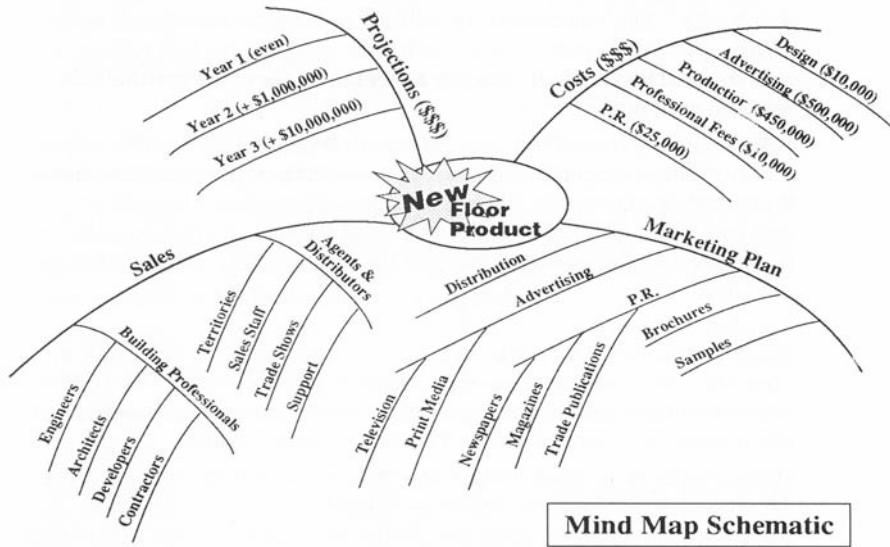 Projections ($$$)
Year 1 (even)
Year 2 (+ $1,000,000)
Year 3 (+ $10,000,000)
Costs ($$$)
Design ($10,000)
Advertising ($500,000)
Productior ($450,000)
Professional Fees ($10,000)
P.R. ($25,000)
New
Floor
Product
Sales
Agents &
Distributors
Territories
Sales Staff
Trade Shows
Support
Building Professionals
Engineers
Architects
Developers
Contractors
Marketing Plan
Distribution
Advertising
Television
Print Media
P.R.
Newspapers
Magazines
Trade Publications
Brochures
Samples
Mind Map Schematic